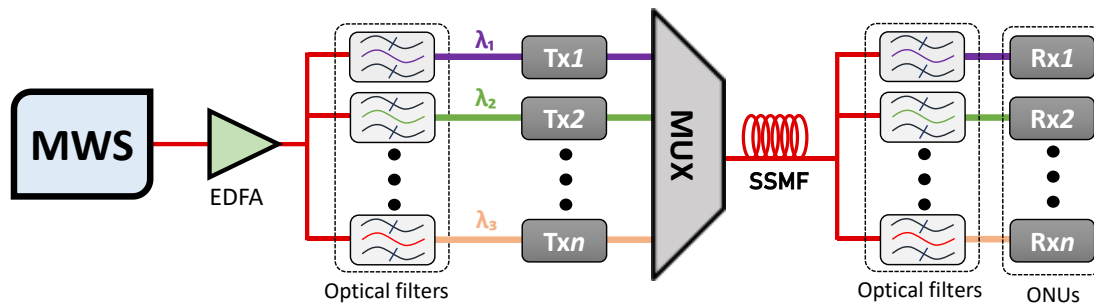 MWS
EDFA
λ1
λ2
λ3
Optical filters
Tx1
Tx2
Txn
MUX
SSMF
Optical filters
Rx1
Rx2
Rxn
ONUs